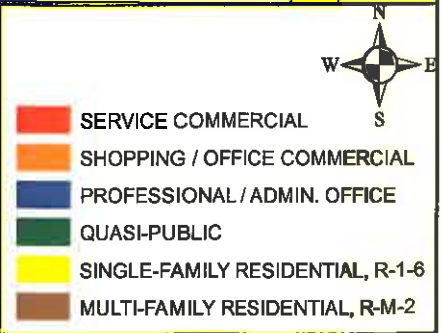 N
W E
S
SERVICE COMMERCIAL
SHOPPING / OFFICE COMMERCIAL
PROFESSIONAL / ADMIN. OFFICE
QUASI-PUBLIC
SINGLE-FAMILY RESIDENTIAL, R-1-6
MULTI-FAMILY RESIDENTIAL, R-M-2